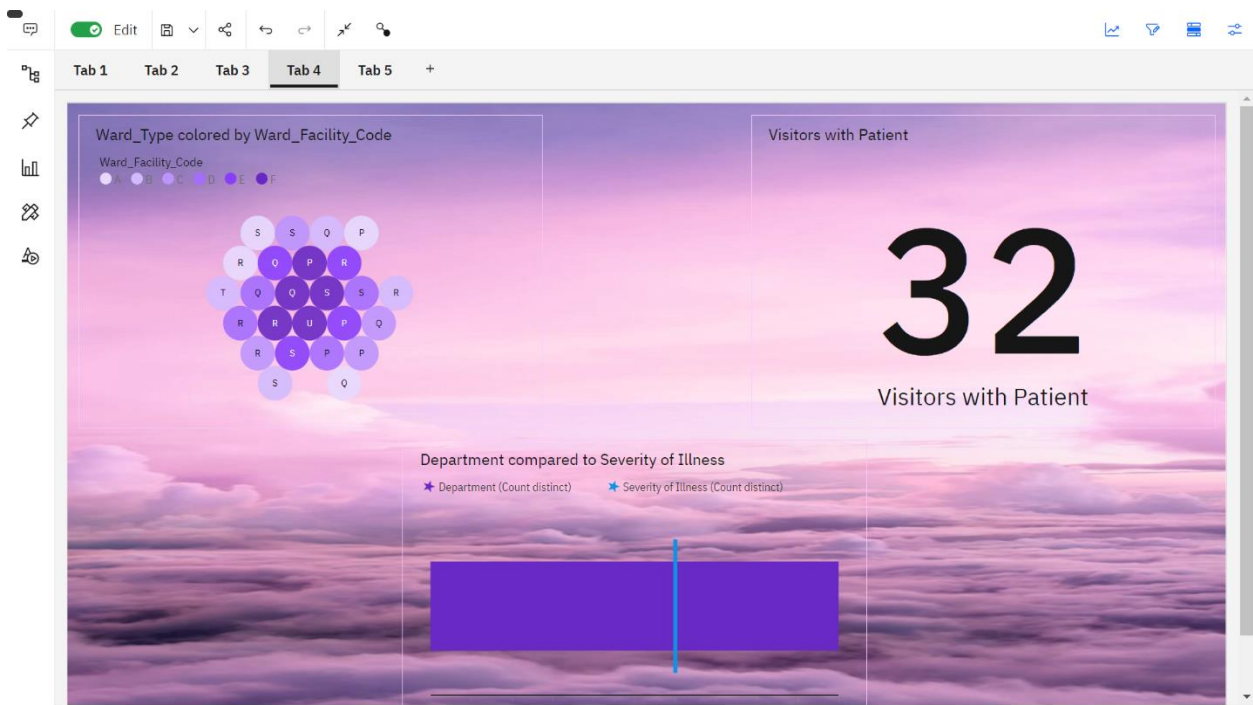 Edit
Tab 1 Tab 2 Tab 3 Tab 4 Tab 5 +
Ward_Type colored by Ward_Facility_Code
Ward_Facility_Code
A B C D E F
S S Q P
R Q P R
T Q Q S S R
R R U P Q
R S P P
S Q
Visitors with Patient
32
Visitors with Patient
Department compared to Severity of Illness
Department (Count distinct) Severity of Illness (Count distinct)